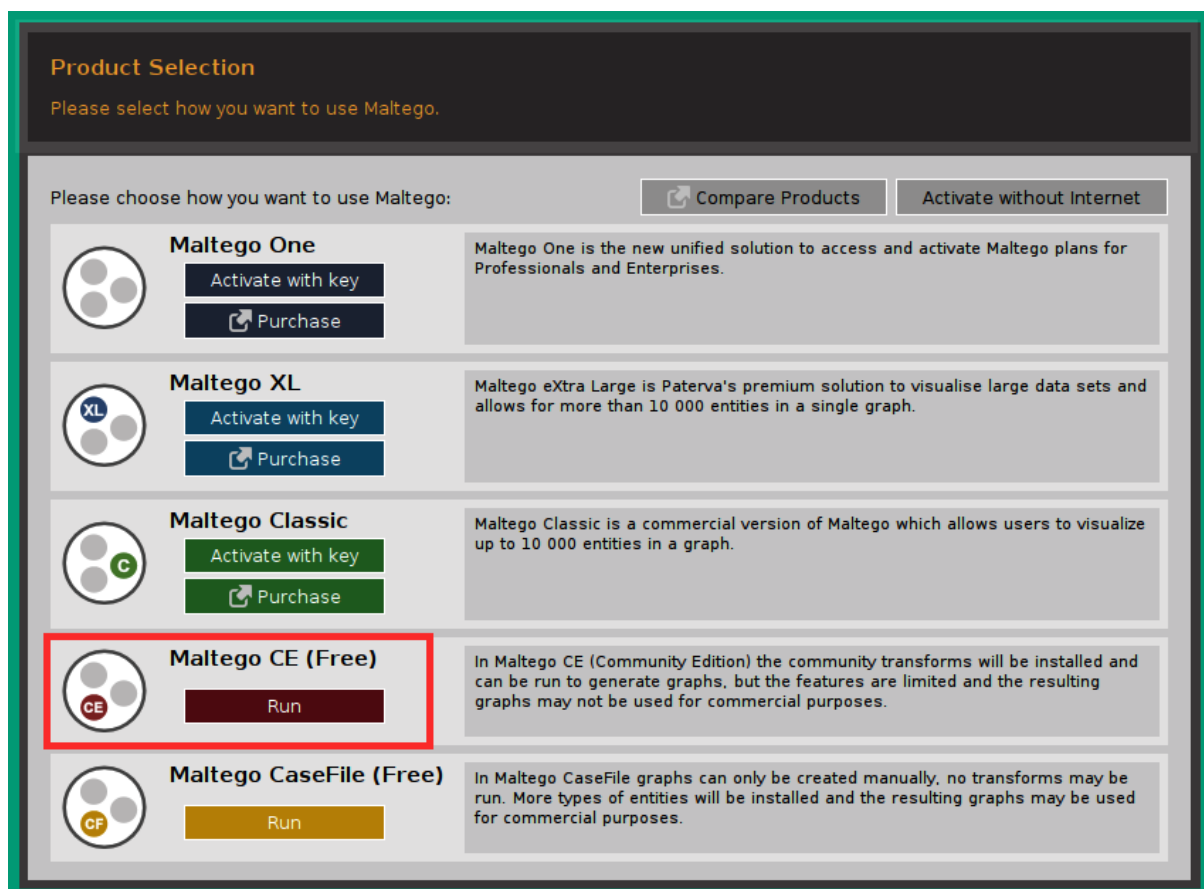 Product Selection
Please select how you want to use Maltego.
Please choose how you want to use Maltego:
Compare Products
Activate without Internet
Maltego One
Activate with key
Purchase
Maltego One is the new unified solution to access and activate Maltego plans for
Professionals and Enterprises.
XL
Maltego XL
Activate with key
Purchase
Maltego eXtra Large is Paterva's premium solution to visualise large data sets and
allows for more than 10 000 entities in a single graph.
C
Maltego Classic
Activate with key
Purchase
Maltego Classic is a commercial version of Maltego which allows users to visualize
up to 10 000 entities in a graph.
CE
Maltego CE (Free)
Run
In Maltego CE (Community Edition) the community transforms will be installed and
can be run to generate graphs, but the features are limited and the resulting
graphs may not be used for commercial purposes.
CF
Maltego CaseFile (Free)
Run
In Maltego CaseFile graphs can only be created manually, no transforms may be
run. More types of entities will be installed and the resulting graphs may be used
for commercial purposes.